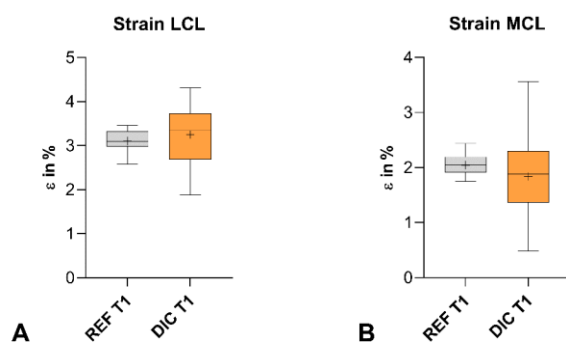 Strain LCL
5
4
3
2
1
0
ε in %
REF T1
DIC T1
A
Strain MCL
4
3
2
1
0
ε in %
REF T1
DIC T1
B